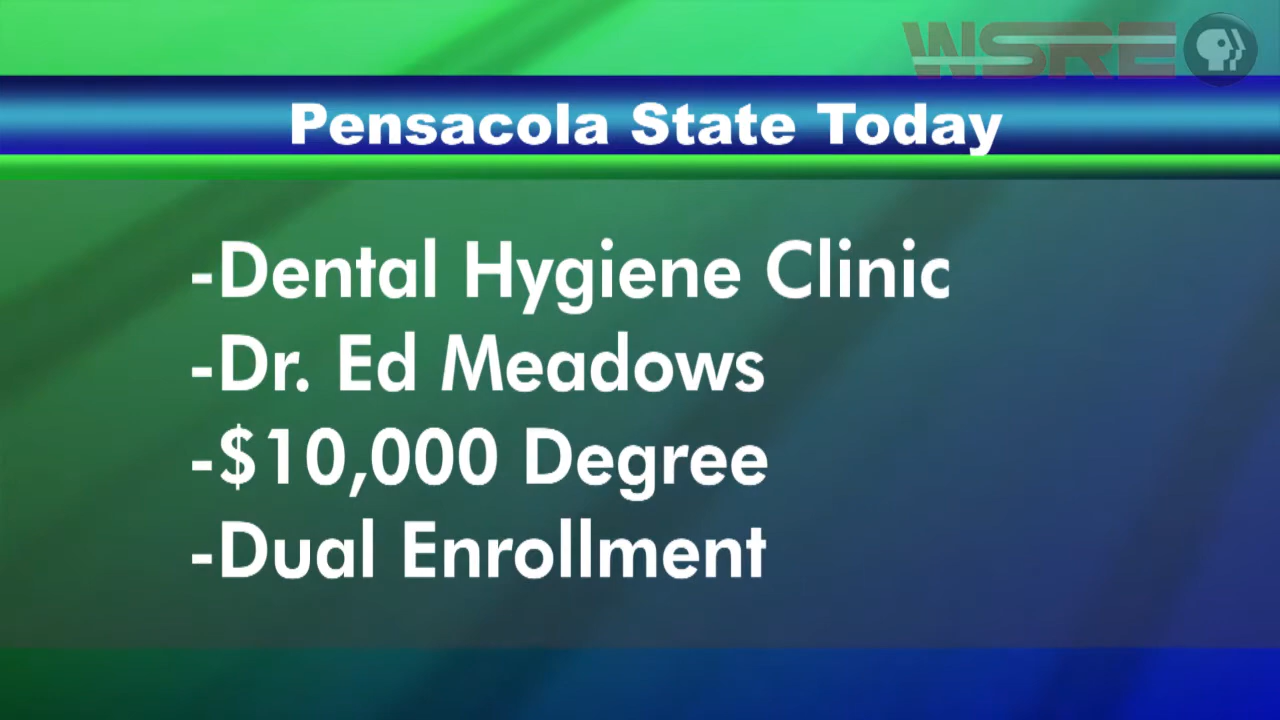 WSRE
Pensacola State Today
-Dental Hygiene Clinic
-Dr. Ed Meadows
-$10,000 Degree
-Dual Enrollment